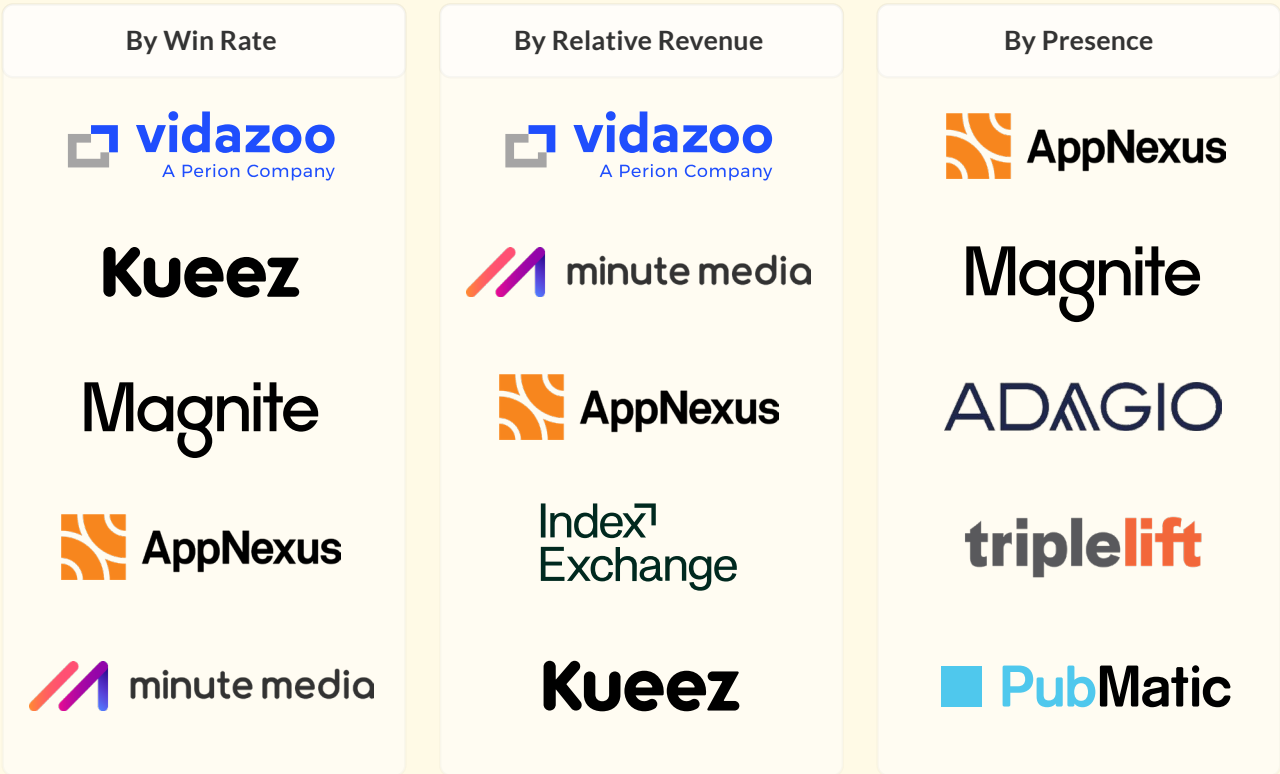 By Win Rate
vidazoo
A Perion Company
Kueez
Magnite
AppNexus
minute media
By Relative Revenue
vidazoo
A Perion Company
minute media
AppNexus
Index
Exchange
Kueez
By Presence
AppNexus
Magnite
ADAGIO
triplelift
PubMatic